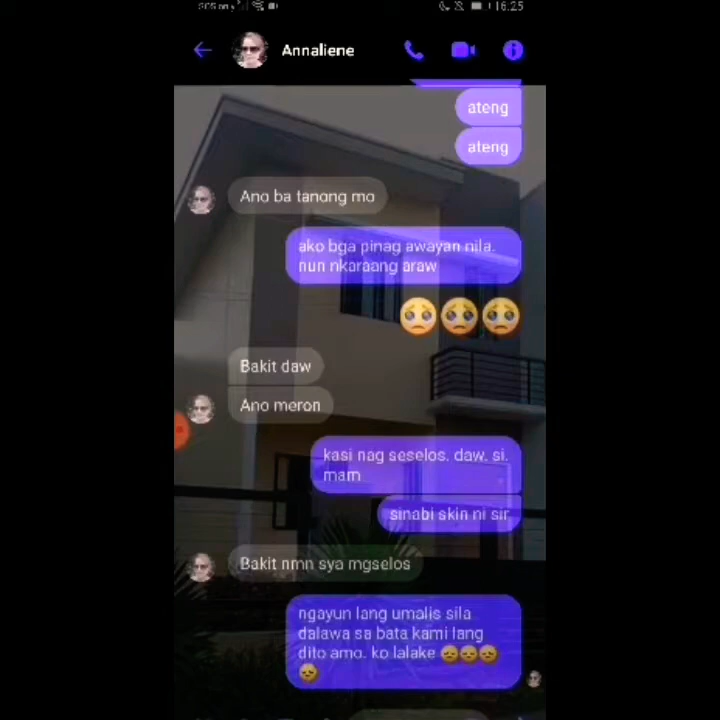 16:25
Annaliene
ateng
ateng
Ano ba tanong mo
ako bga pinag awayan nila.
nun nkaraang araw
🥺🥺🥺
Bakit daw
Ano meron
kasi nag seselos. daw. si.
mam
sinabi skin ni sir
Bakit nmn sya mgselos
ngayun lang umalis sila
dalawa sa bata kami lang
dito amo. ko lalake 😔😔😔
😔